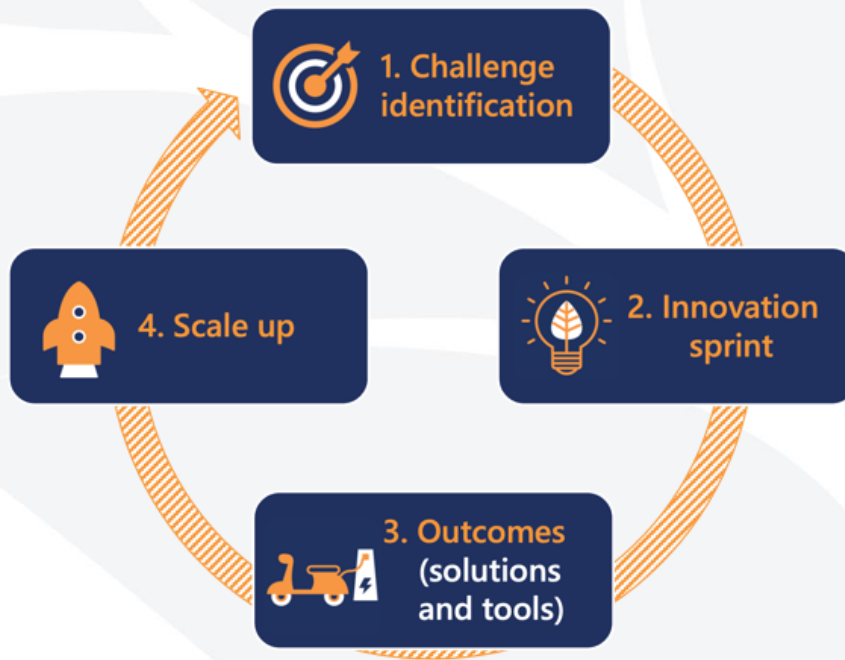 1. Challenge
identification
2. Innovation
sprint
3. Outcomes
(solutions
and tools)
4. Scale up